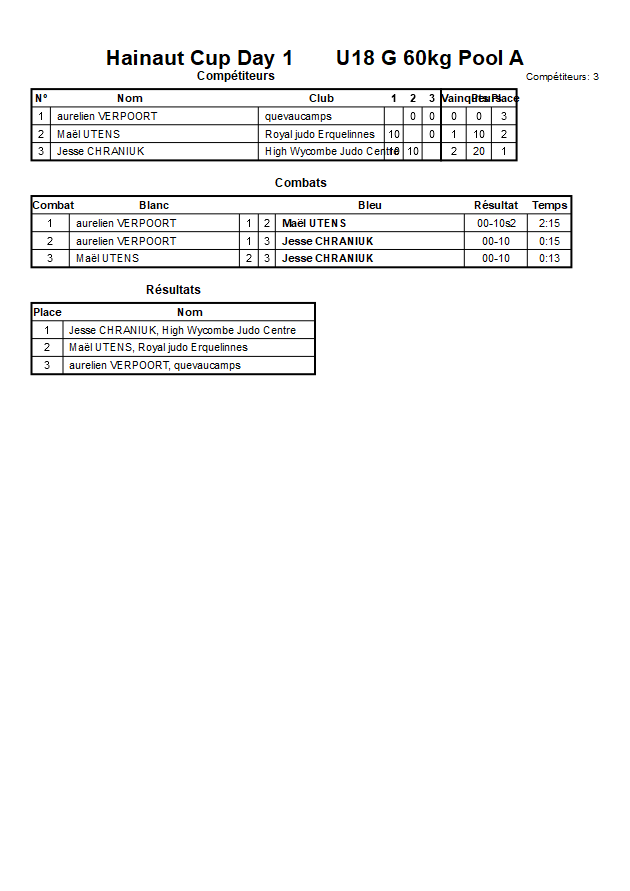 Hainaut Cup Day 1 U18 G 60kg Pool A
Compétiteurs Compétiteurs: 3
N° Nom Club 1 2 3 Vainqueurs Pts Place
1 aurelien VERPOORT quevaucamps 0 0 0 0 3
2 Maël UTENS Royal judo Erquelinnes 10 0 1 10 2
3 Jesse CHRANIUK High Wycombe Judo Centre 10 10 2 20 1
Combats
Combat Blanc Bleu Résultat Temps
1 aurelien VERPOORT 1 2 Maël UTENS 00-10s2 2:15
2 aurelien VERPOORT 1 3 Jesse CHRANIUK 00-10 0:15
3 Maël UTENS 2 3 Jesse CHRANIUK 00-10 0:13
Résultats
Place Nom
1 Jesse CHRANIUK, High Wycombe Judo Centre
2 Maël UTENS, Royal judo Erquelinnes
3 aurelien VERPOORT, quevaucamps